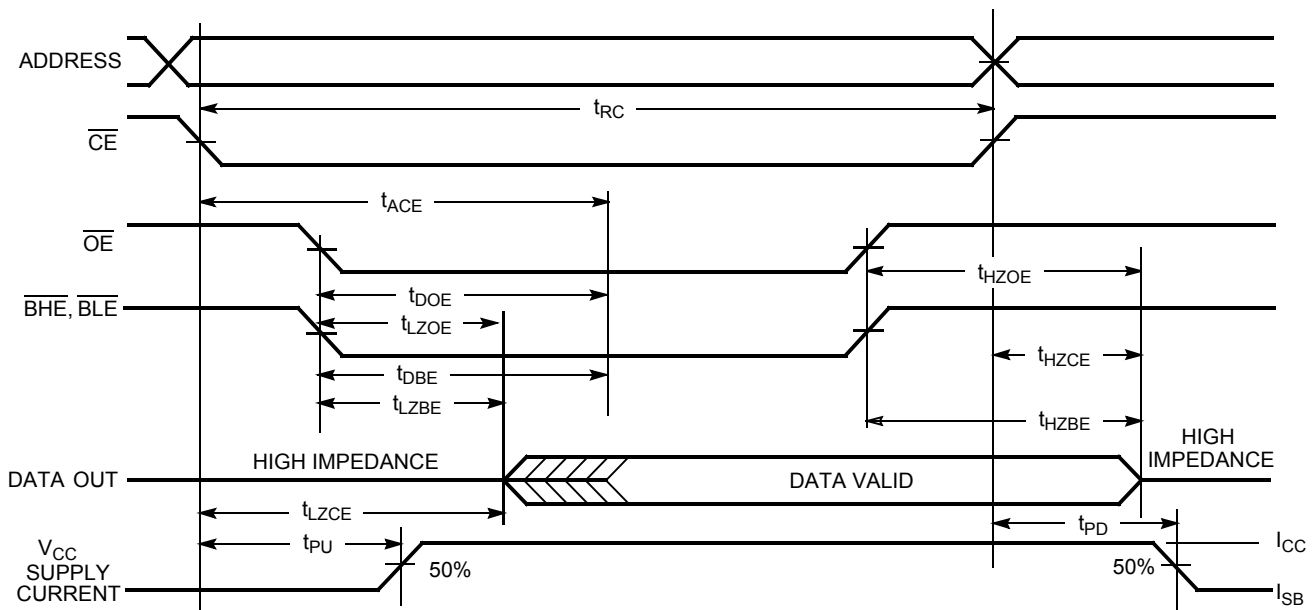 ADDRESS
tRC
CE
tACE
OE
tHZOE
tDOE
BHE, BLE
tLZOE
tHZCE
tDBE
tLZBE
tHZBE
HIGH IMPEDANCE
HIGH
IMPEDANCE
DATA OUT
DATA VALID
tLZCE
tPD
tPU
VCC
SUPPLY
CURRENT
50%
50%
ICC
ISB